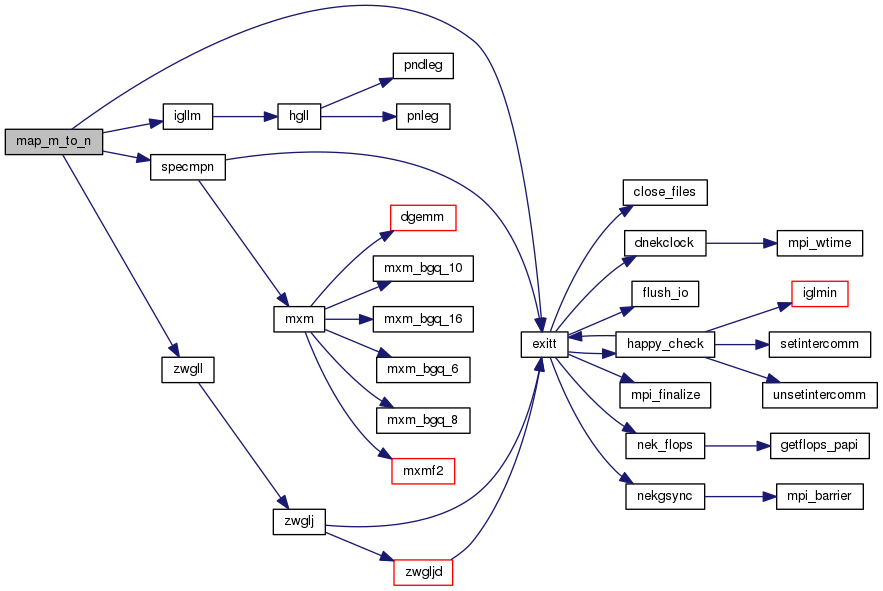 map_m_to_n
igllm
hgll
pndleg
pnleg
specmpn
mxm
dgemm
mxm_bgq_10
mxm_bgq_16
mxm_bgq_6
mxm_bgq_8
mxmf2
zwgll
zwglj
zwgljd
exitt
close_files
dnekclock
mpi_wtime
flush_io
happy_check
iglmin
setintercomm
unsetintercomm
mpi_finalize
nek_flops
getflops_papi
nekgsync
mpi_barrier